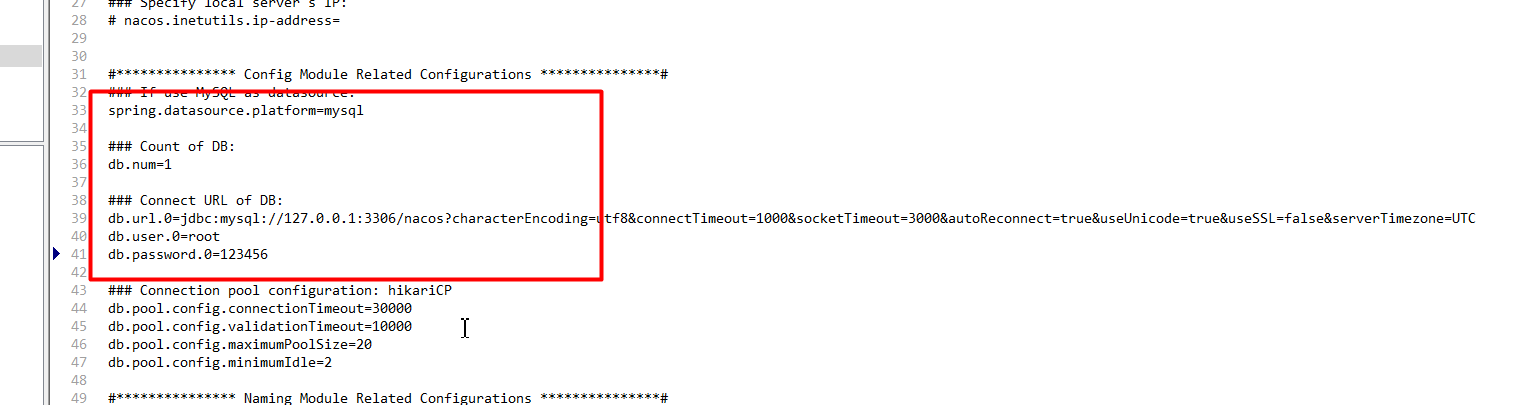 27 ### Specify local server's IP:
28 # nacos.inetutils.ip-address=
29
30
31 #*************** Config Module Related Configurations ***************#
32 ### If use MySQL as datasource:
33 spring.datasource.platform=mysql
34
35 ### Count of DB:
36 db.num=1
37
38 ### Connect URL of DB:
39 db.url.0=jdbc:mysql://127.0.0.1:3306/nacos?characterEncoding=utf8&connectTimeout=1000&socketTimeout=3000&autoReconnect=true&useUnicode=true&useSSL=false&serverTimezone=UTC
40 db.user.0=root
41 db.password.0=123456
42
43 ### Connection pool configuration: hikariCP
44 db.pool.config.connectionTimeout=30000
45 db.pool.config.validationTimeout=10000
46 db.pool.config.maximumPoolSize=20
47 db.pool.config.minimumIdle=2
48
49 #*************** Naming Module Related Configurations ***************#